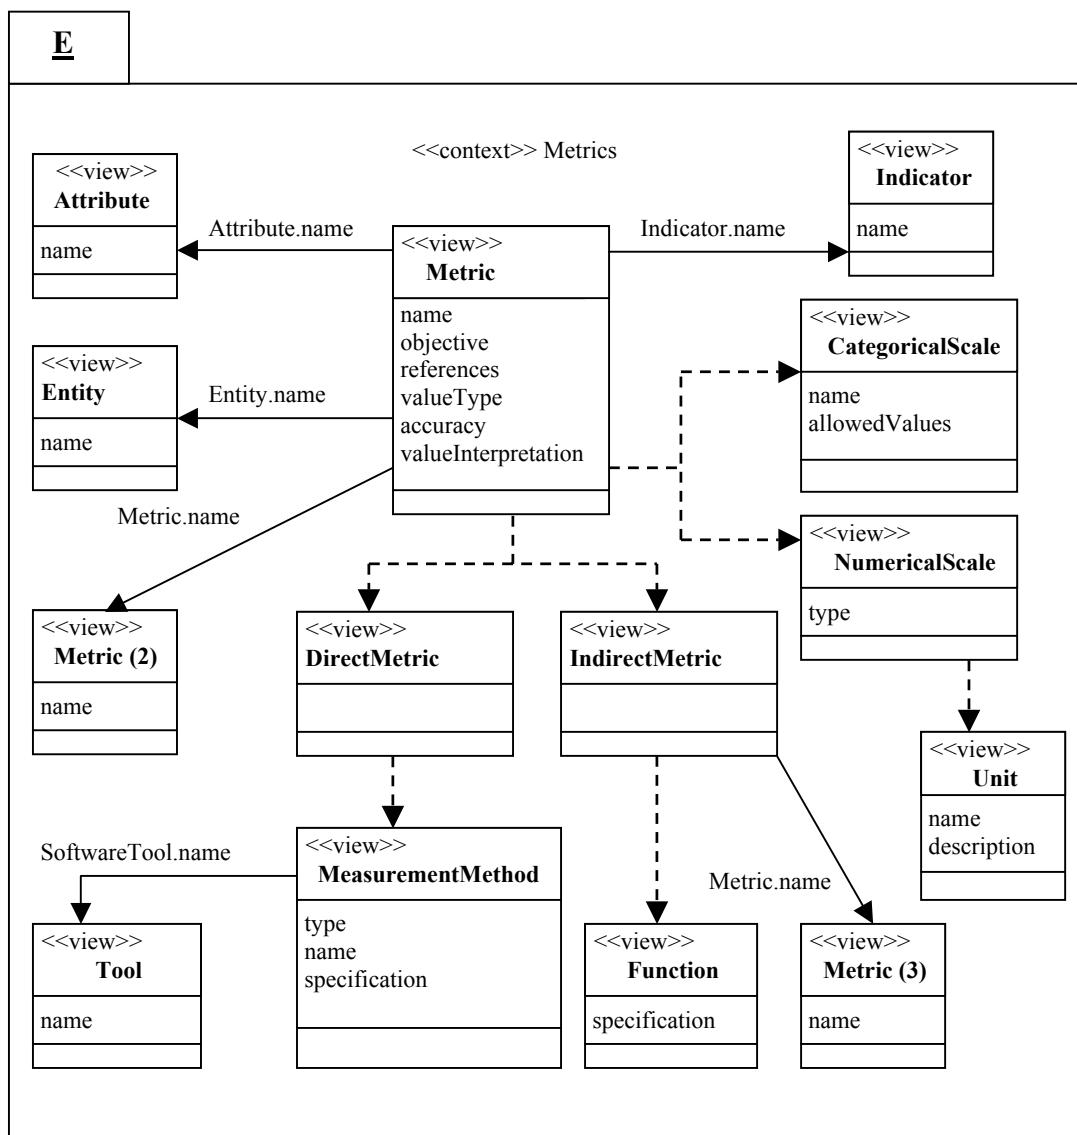 E
<<context>> Metrics
<<view>>
Attribute
name
Attribute.name
<<view>>
Metric
name
objective
references
valueType
accuracy
valueInterpretation
Indicator.name
<<view>>
Indicator
name
<<view>>
Entity
name
Entity.name
<<view>>
CategoricalScale
name
allowedValues
Metric.name
<<view>>
NumericalScale
type
<<view>>
Metric (2)
name
<<view>>
DirectMetric
<<view>>
IndirectMetric
<<view>>
Unit
name
description
SoftwareTool.name
<<view>>
MeasurementMethod
type
name
specification
Metric.name
<<view>>
Tool
name
<<view>>
Function
specification
<<view>>
Metric (3)
name